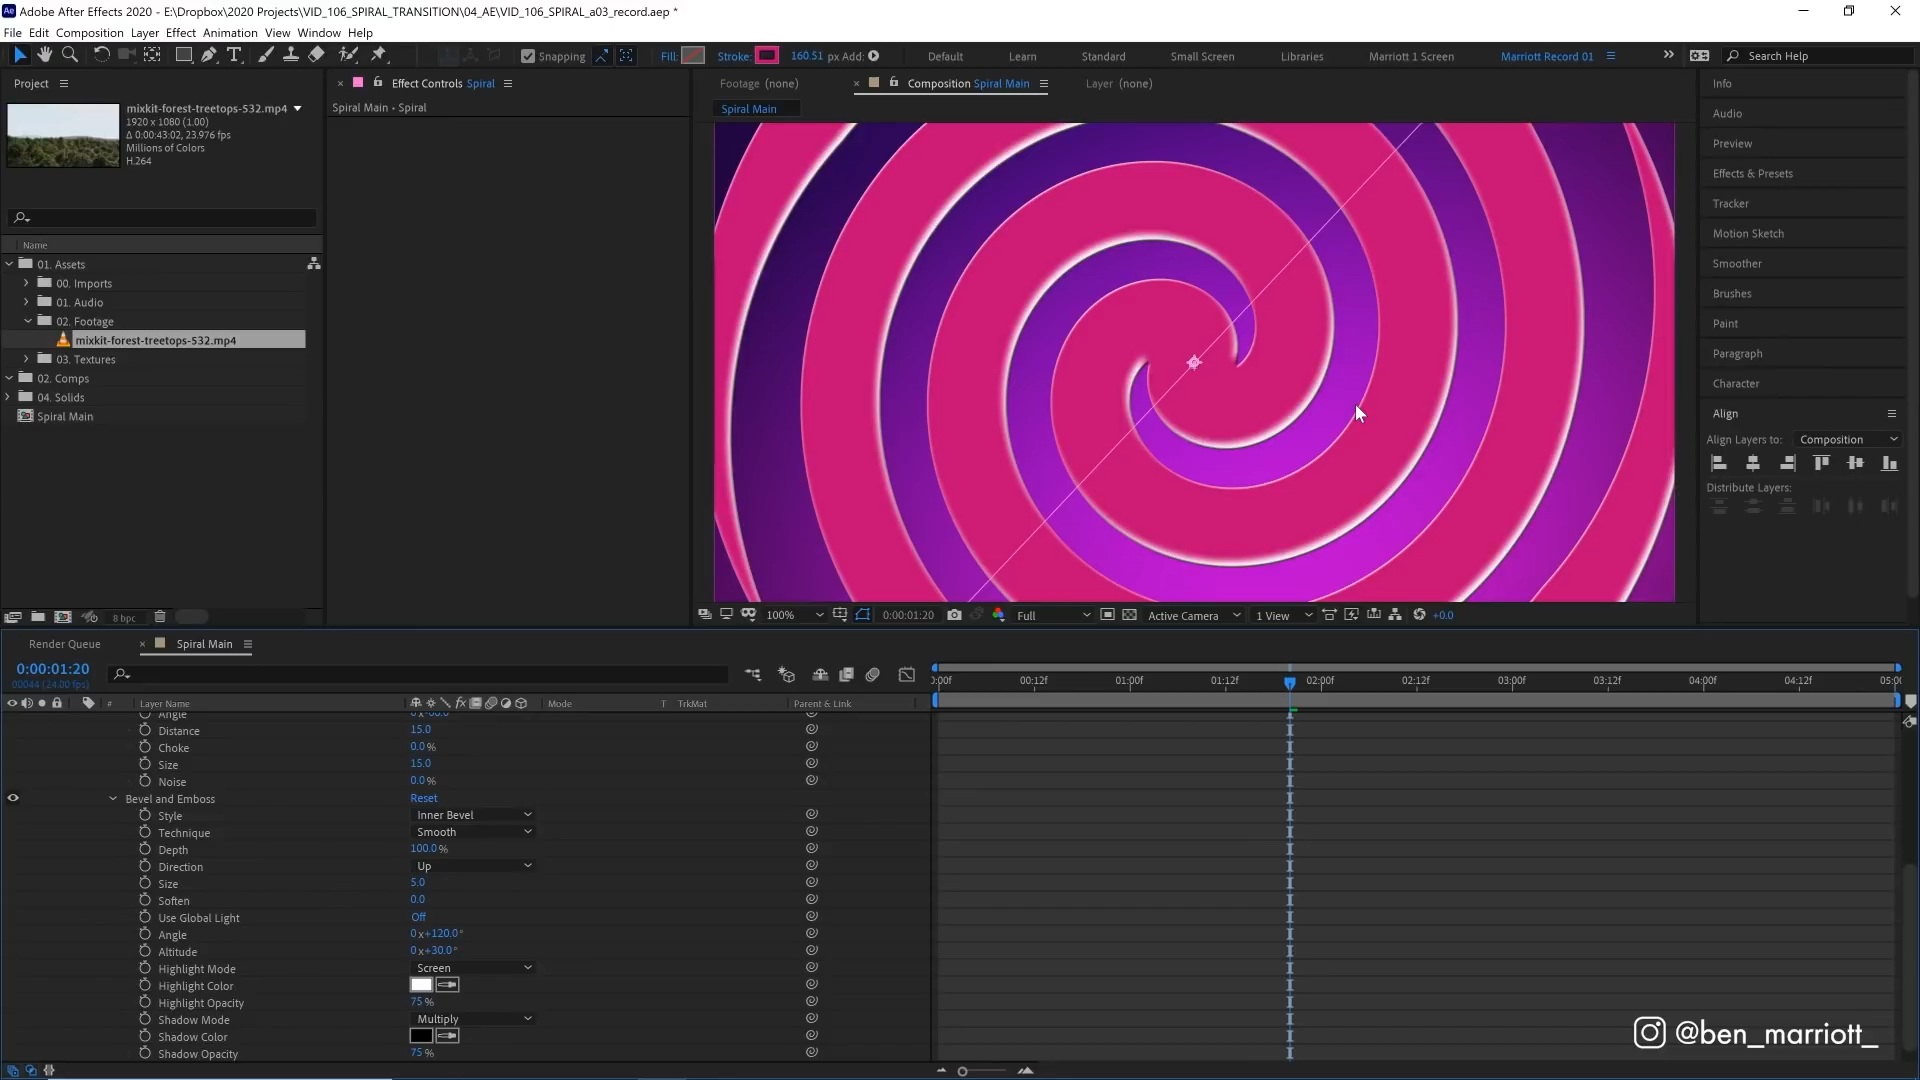 Adobe After Effects 2020 - E:\Dropbox\2020 Projects\VID_106_SPIRAL_TRANSITION\04_AE\VID_106_SPIRAL_a03_record.aep *
File Edit Composition Layer Effect Animation View Window Help
Snapping Fill: Stroke: 160.51 px Add: Default Learn Standard Small Screen Libraries Marriott 1 Screen Marriott Record 01 Search Help
Project Effect Controls Spiral Footage (none) Composition Spiral Main Layer (none) Info
Spiral Main • Spiral
Spiral Main
mixkit-forest-treetops-532.mp4
1920 x 1080 (1.00)
Δ 0:00:43:02, 23.976 fps
Millions of Colors
H.264
Name
01. Assets
00. Imports
01. Audio
02. Footage
mixkit-forest-treetops-532.mp4
03. Textures
02. Comps
04. Solids
Spiral Main
8 bpc
100% 0:00:01:20 Full Active Camera 1 View +0.0
Audio
Preview
Effects & Presets
Tracker
Motion Sketch
Smoother
Brushes
Paint
Paragraph
Character
Align
Align Layers to: Composition
Distribute Layers:
Render Queue Spiral Main
0:00:01:20
00044 (24.00 fps)
# Layer Name Mode T TrkMat Parent & Link
00f 00:12f 01:00f 01:12f 02:00f 02:12f 03:00f 03:12f 04:00f 04:12f 05:0
Angle
Distance 15.0
Choke 0.0%
Size 15.0
Noise 0.0%
Bevel and Emboss Reset
Style Inner Bevel
Technique Smooth
Depth 100.0%
Direction Up
Size 5.0
Soften 0.0
Use Global Light Off
Angle 0x+120.0°
Altitude 0x+30.0°
Highlight Mode Screen
Highlight Color
Highlight Opacity 75%
Shadow Mode Multiply
Shadow Color
Shadow Opacity 75%
@ben_marriott_